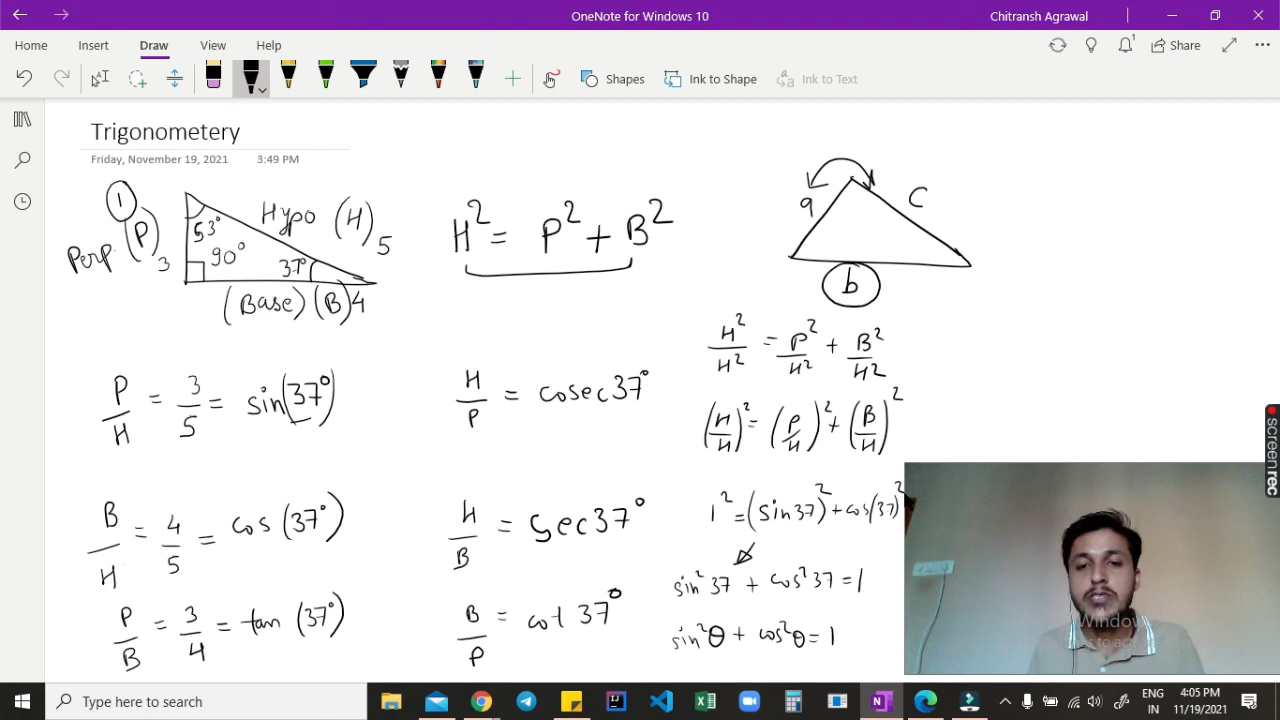 OneNote for Windows 10
Chitransh Agrawal
Home Insert Draw View Help
Share
Shapes
Ink to Shape
Ink to Text
Trigonometery
Friday, November 19, 2021 3:49 PM
1
Perp. (P) 3
53°
90°
37°
Hypo (H) 5
(Base) (B) 4
H² = P² + B²
a
C
b
P/H = 3/5 = sin(37°)
B/H = 4/5 = cos (37°)
P/B = 3/4 = tan (37°)
H/P = cosec 37°
H/B = sec 37°
B/P = cot 37°
H²/H² = P²/H² + B²/H²
(H/H)² = (P/H)² + (B/H)²
1² = (sin 37)² + cos(37)²
sin² 37 + cos² 37 = 1
sin²θ + cos²θ = 1
screenrec
Type here to search
ENG
IN
4:05 PM
11/19/2021